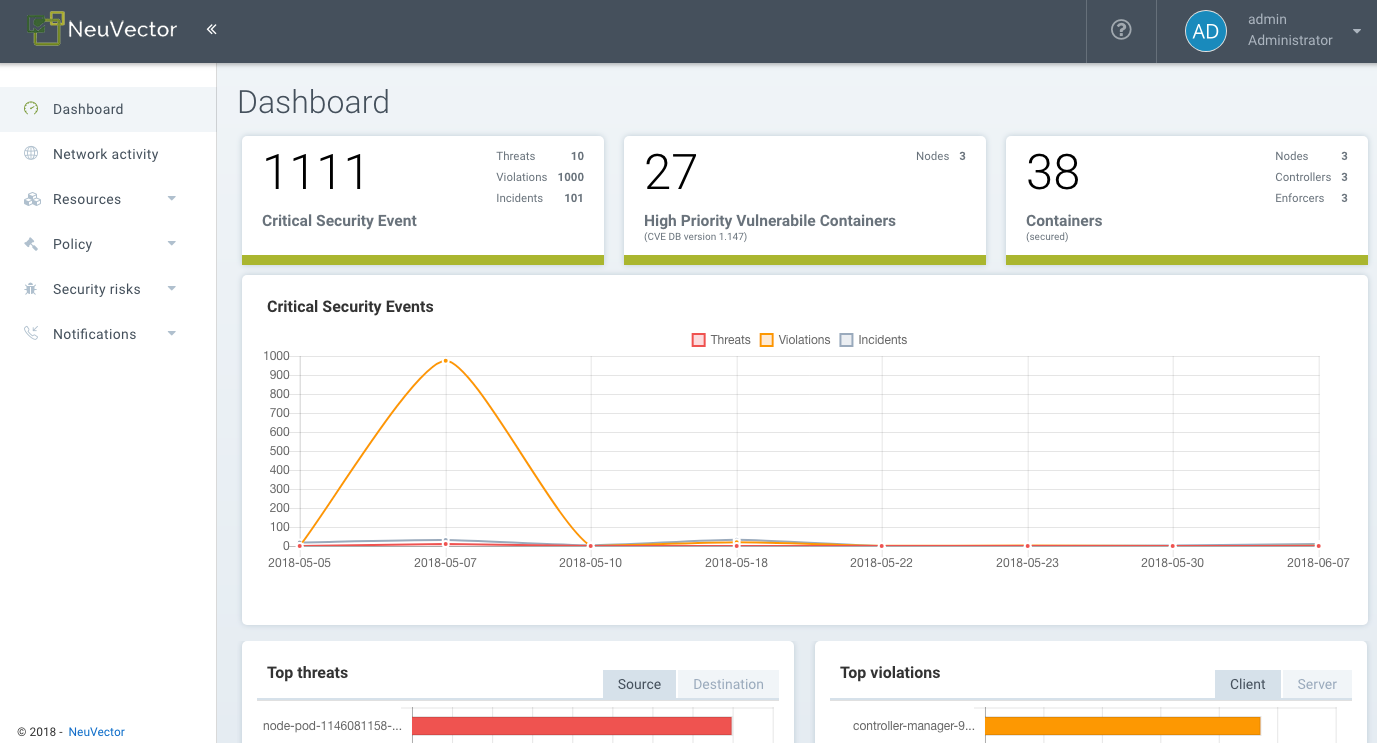 NeuVector «
AD
admin
Administrator
Dashboard
Network activity
Resources
Policy
Security risks
Notifications
© 2018 - NeuVector
Dashboard
1111
Threats 10
Violations 1000
Incidents 101
Critical Security Event
27
Nodes 3
High Priority Vulnerabile Containers
(CVE DB version 1.147)
38
Nodes 3
Controllers 3
Enforcers 3
Containers
(secured)
Critical Security Events
Threats Violations Incidents
1000
900
800
700
600
500
400
300
200
100
0
2018-05-05 2018-05-07 2018-05-10 2018-05-18 2018-05-22 2018-05-23 2018-05-30 2018-06-07
Top threats
Source Destination
node-pod-1146081158-...
Top violations
Client Server
controller-manager-9...